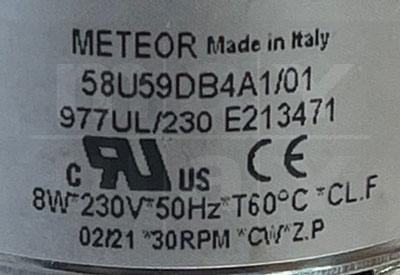 METEOR Made in Italy
58U59DB4A1/01
977UL/230 E213471
C RU US CE
8W*230V*50Hz*T60°C*CL.F
02/21 *30RPM *CW*Z.P